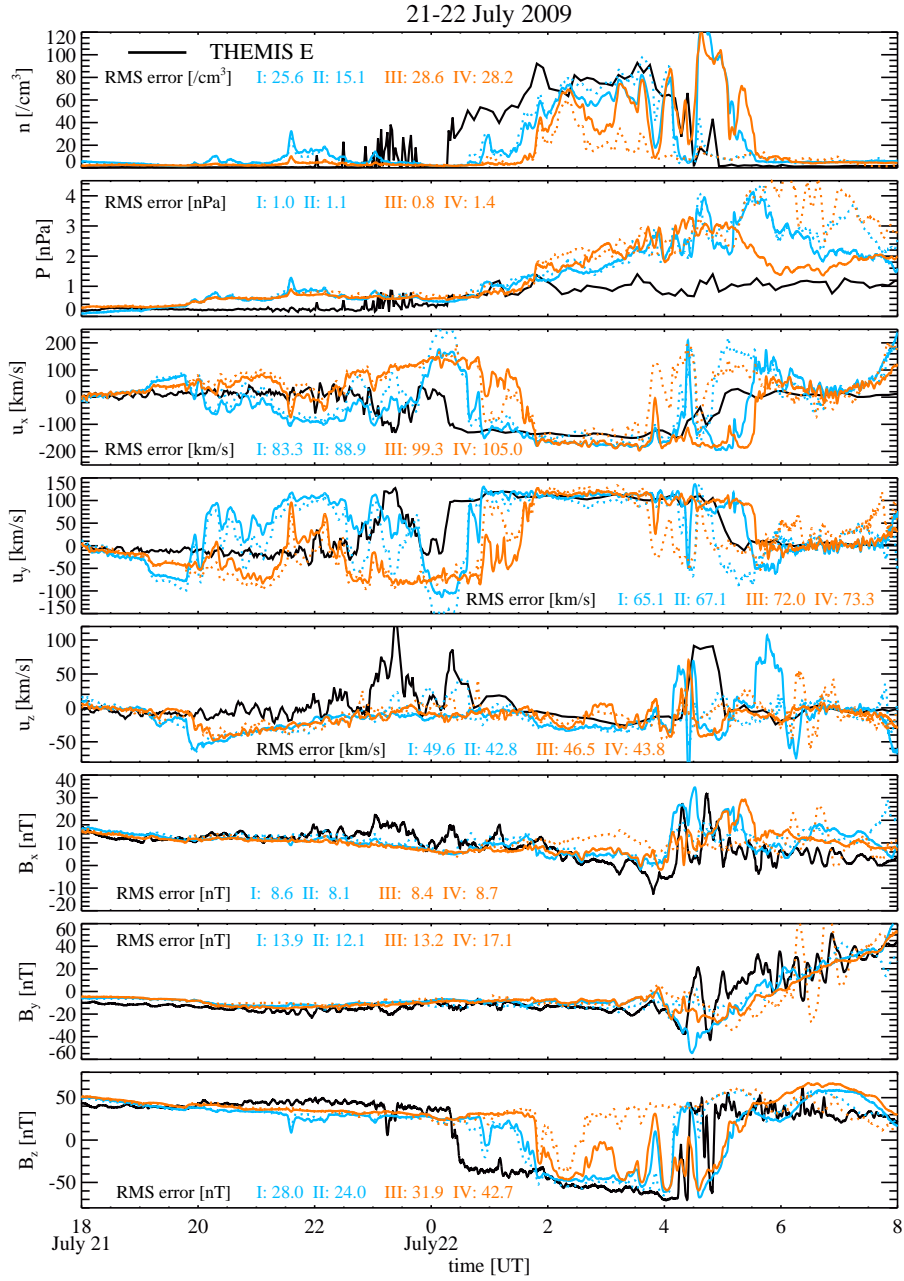 21-22 July 2009
120
100
80
60
40
20
0
n [/cm³]
THEMIS E
RMS error [/cm³] I: 25.6 II: 15.1 III: 28.6 IV: 28.2
4
3
2
1
0
P [nPa]
RMS error [nPa] I: 1.0 II: 1.1 III: 0.8 IV: 1.4
200
100
0
-100
-200
uₓ [km/s]
RMS error [km/s] I: 83.3 II: 88.9 III: 99.3 IV: 105.0
150
100
50
0
-50
-100
-150
u_y [km/s]
RMS error [km/s] I: 65.1 II: 67.1 III: 72.0 IV: 73.3
100
50
0
-50
u_z [km/s]
RMS error [km/s] I: 49.6 II: 42.8 III: 46.5 IV: 43.8
40
30
20
10
0
-10
20
Bₓ [nT]
RMS error [nT] I: 8.6 II: 8.1 III: 8.4 IV: 8.7
60
40
20
0
-20
-40
-60
B_y [nT]
RMS error [nT] I: 13.9 II: 12.1 III: 13.2 IV: 17.1
50
0
-50
B_z [nT]
RMS error [nT] I: 28.0 II: 24.0 III: 31.9 IV: 42.7
18 20 22 0 2 4 6 8
July 21 July22
time [UT]